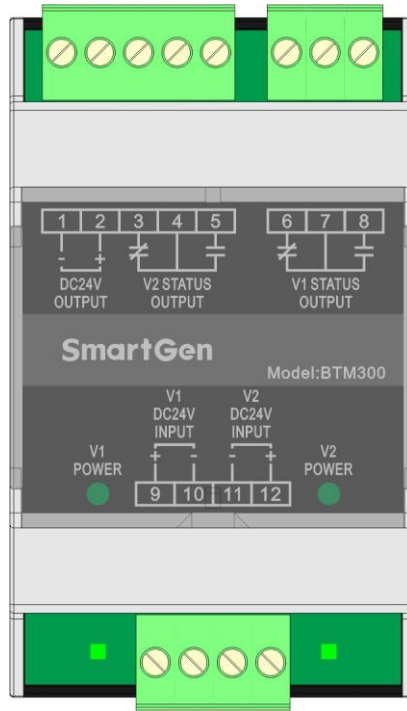 1 2 3 4 5 6 7 8
- + 
DC24V OUTPUT
V2 STATUS OUTPUT
V1 STATUS OUTPUT
SmartGen
Model:BTM300
V1 DC24V INPUT
V2 DC24V INPUT
V1 POWER
+ - - +
V2 POWER
9 10 11 12